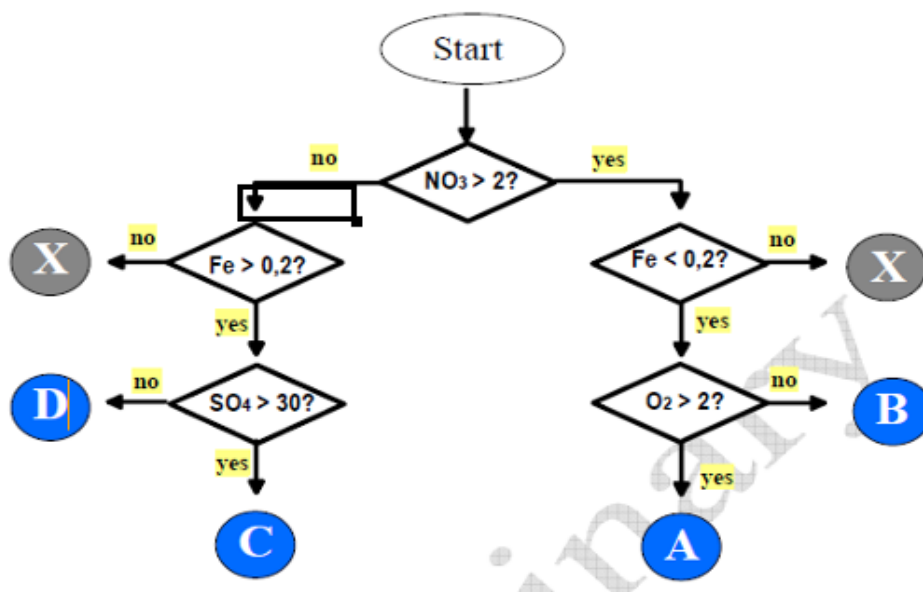 Start
no
yes
NO₃ > 2?
X
no
Fe > 0,2?
Fe < 0,2?
no
X
yes
yes
D
no
SO₄ > 30?
O₂ > 2?
no
B
yes
yes
C
A